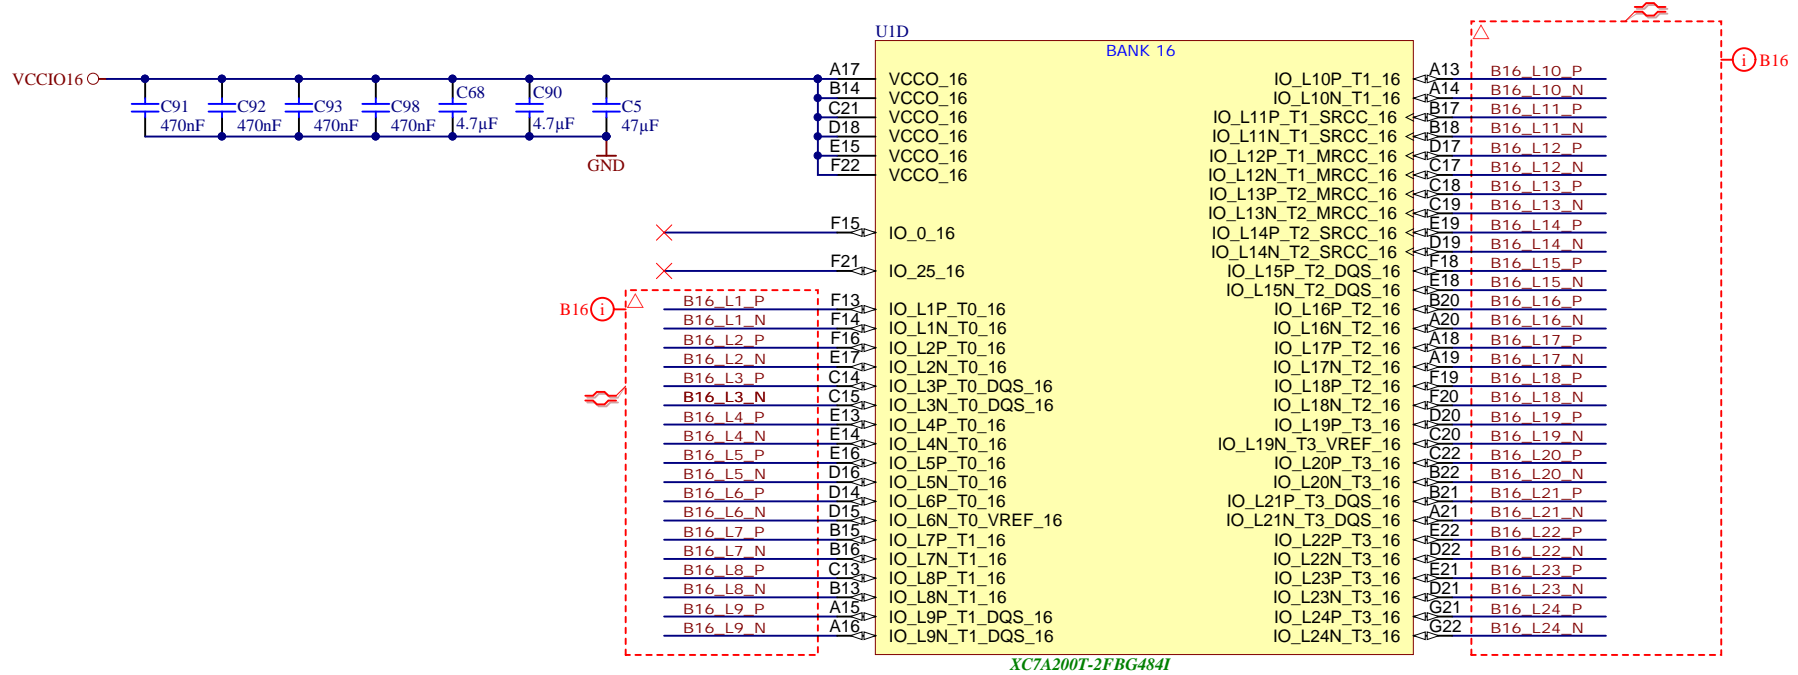 U1D
BANK 16
VCCIO16
C91
470nF
C92
470nF
C93
470nF
C98
470nF
C68
4.7µF
C90
4.7µF
C5
47µF
GND
A17 VCCO_16
B14 VCCO_16
C21 VCCO_16
D18 VCCO_16
E15 VCCO_16
F22 VCCO_16
F15 IO_0_16
F21 IO_25_16
B16 i
B16_L1_P F13 IO_L1P_T0_16
B16_L1_N F14 IO_L1N_T0_16
B16_L2_P F16 IO_L2P_T0_16
B16_L2_N E17 IO_L2N_T0_16
B16_L3_P C14 IO_L3P_T0_DQS_16
B16_L3_N C15 IO_L3N_T0_DQS_16
B16_L4_P E13 IO_L4P_T0_16
B16_L4_N E14 IO_L4N_T0_16
B16_L5_P E16 IO_L5P_T0_16
B16_L5_N D16 IO_L5N_T0_16
B16_L6_P D14 IO_L6P_T0_16
B16_L6_N D15 IO_L6N_T0_VREF_16
B16_L7_P B15 IO_L7P_T1_16
B16_L7_N B16 IO_L7N_T1_16
B16_L8_P C13 IO_L8P_T1_16
B16_L8_N B13 IO_L8N_T1_16
B16_L9_P A15 IO_L9P_T1_DQS_16
B16_L9_N A16 IO_L9N_T1_DQS_16
IO_L10P_T1_16 A13 B16_L10_P
IO_L10N_T1_16 A14 B16_L10_N
IO_L11P_T1_SRCC_16 B17 B16_L11_P
IO_L11N_T1_SRCC_16 B18 B16_L11_N
IO_L12P_T1_MRCC_16 D17 B16_L12_P
IO_L12N_T1_MRCC_16 C17 B16_L12_N
IO_L13P_T2_MRCC_16 C18 B16_L13_P
IO_L13N_T2_MRCC_16 C19 B16_L13_N
IO_L14P_T2_SRCC_16 E19 B16_L14_P
IO_L14N_T2_SRCC_16 D19 B16_L14_N
IO_L15P_T2_DQS_16 F18 B16_L15_P
IO_L15N_T2_DQS_16 E18 B16_L15_N
IO_L16P_T2_16 B20 B16_L16_P
IO_L16N_T2_16 A20 B16_L16_N
IO_L17P_T2_16 A18 B16_L17_P
IO_L17N_T2_16 A19 B16_L17_N
IO_L18P_T2_16 F19 B16_L18_P
IO_L18N_T2_16 F20 B16_L18_N
IO_L19P_T3_16 D20 B16_L19_P
IO_L19N_T3_VREF_16 C20 B16_L19_N
IO_L20P_T3_16 C22 B16_L20_P
IO_L20N_T3_16 B22 B16_L20_N
IO_L21P_T3_DQS_16 B21 B16_L21_P
IO_L21N_T3_DQS_16 A21 B16_L21_N
IO_L22P_T3_16 E22 B16_L22_P
IO_L22N_T3_16 D22 B16_L22_N
IO_L23P_T3_16 E21 B16_L23_P
IO_L23N_T3_16 D21 B16_L23_N
IO_L24P_T3_16 G21 B16_L24_P
IO_L24N_T3_16 G22 B16_L24_N
i B16
XC7A200T-2FBG484I